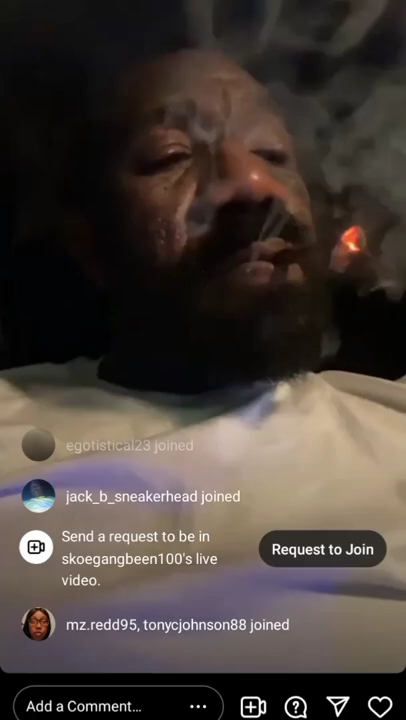 egotistical23 joined
jack_b_sneakerhead joined
Send a request to be in
skoegangbeen100's live
video.
Request to Join
mz.redd95, tonycjohnson88 joined
Add a Comment...